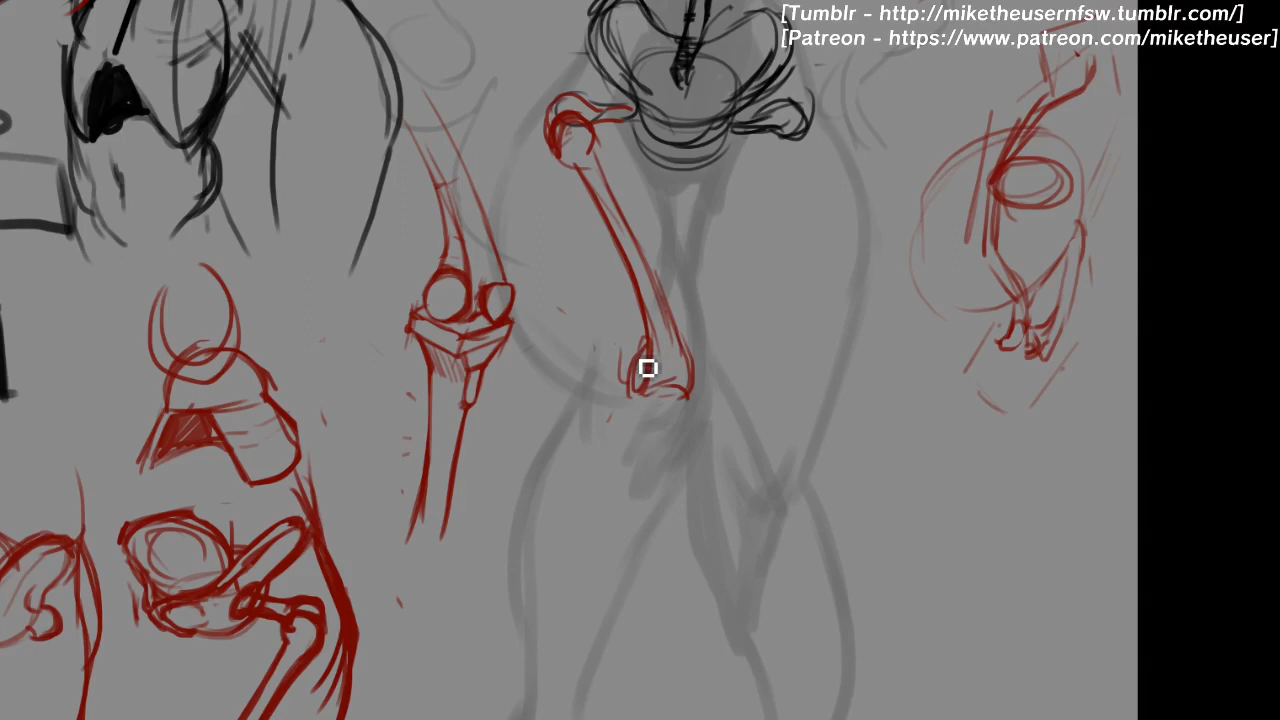 [Tumblr - http://miketheusernfsw.tumblr.com/]
[Patreon - https://www.patreon.com/miketheuser]